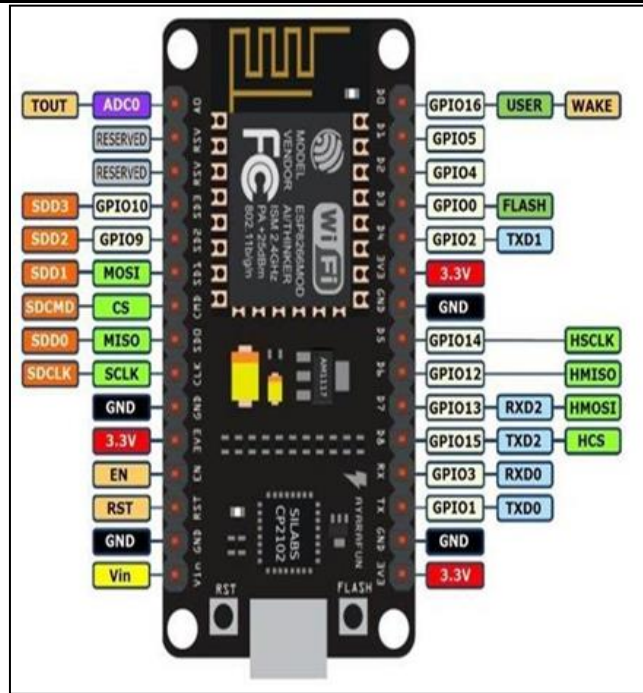 TOUT ADC0 A0 D0 GPIO16 USER WAKE
RESERVED RSV D1 GPIO5
RESERVED RSV D2 GPIO4
SDD3 GPIO10 SD3 D3 GPIO0 FLASH
SDD2 GPIO9 SD2 D4 GPIO2 TXD1
SDD1 MOSI SD1 3V3 3.3V
SDCMD CS CMD GND GND
SDD0 MISO SD0 D5 GPIO14 HSCLK
SDCLK SCLK CLK D6 GPIO12 HMISO
GND GND D7 GPIO13 RXD2 HMOSI
3.3V 3V3 D8 GPIO15 TXD2 HCS
EN EN RX GPIO3 RXD0
RST RST TX GPIO1 TXD0
GND GND GND GND
Vin Vin 3V3 3.3V
MODEL ESP8266MOD
VENDOR AI/THINKER
ISM 2.4GHz
PA +25dBm
802.11b/g/n
FC
WiFi
AM1117
SILABS
CP2102
AYARAFUN
RST
FLASH